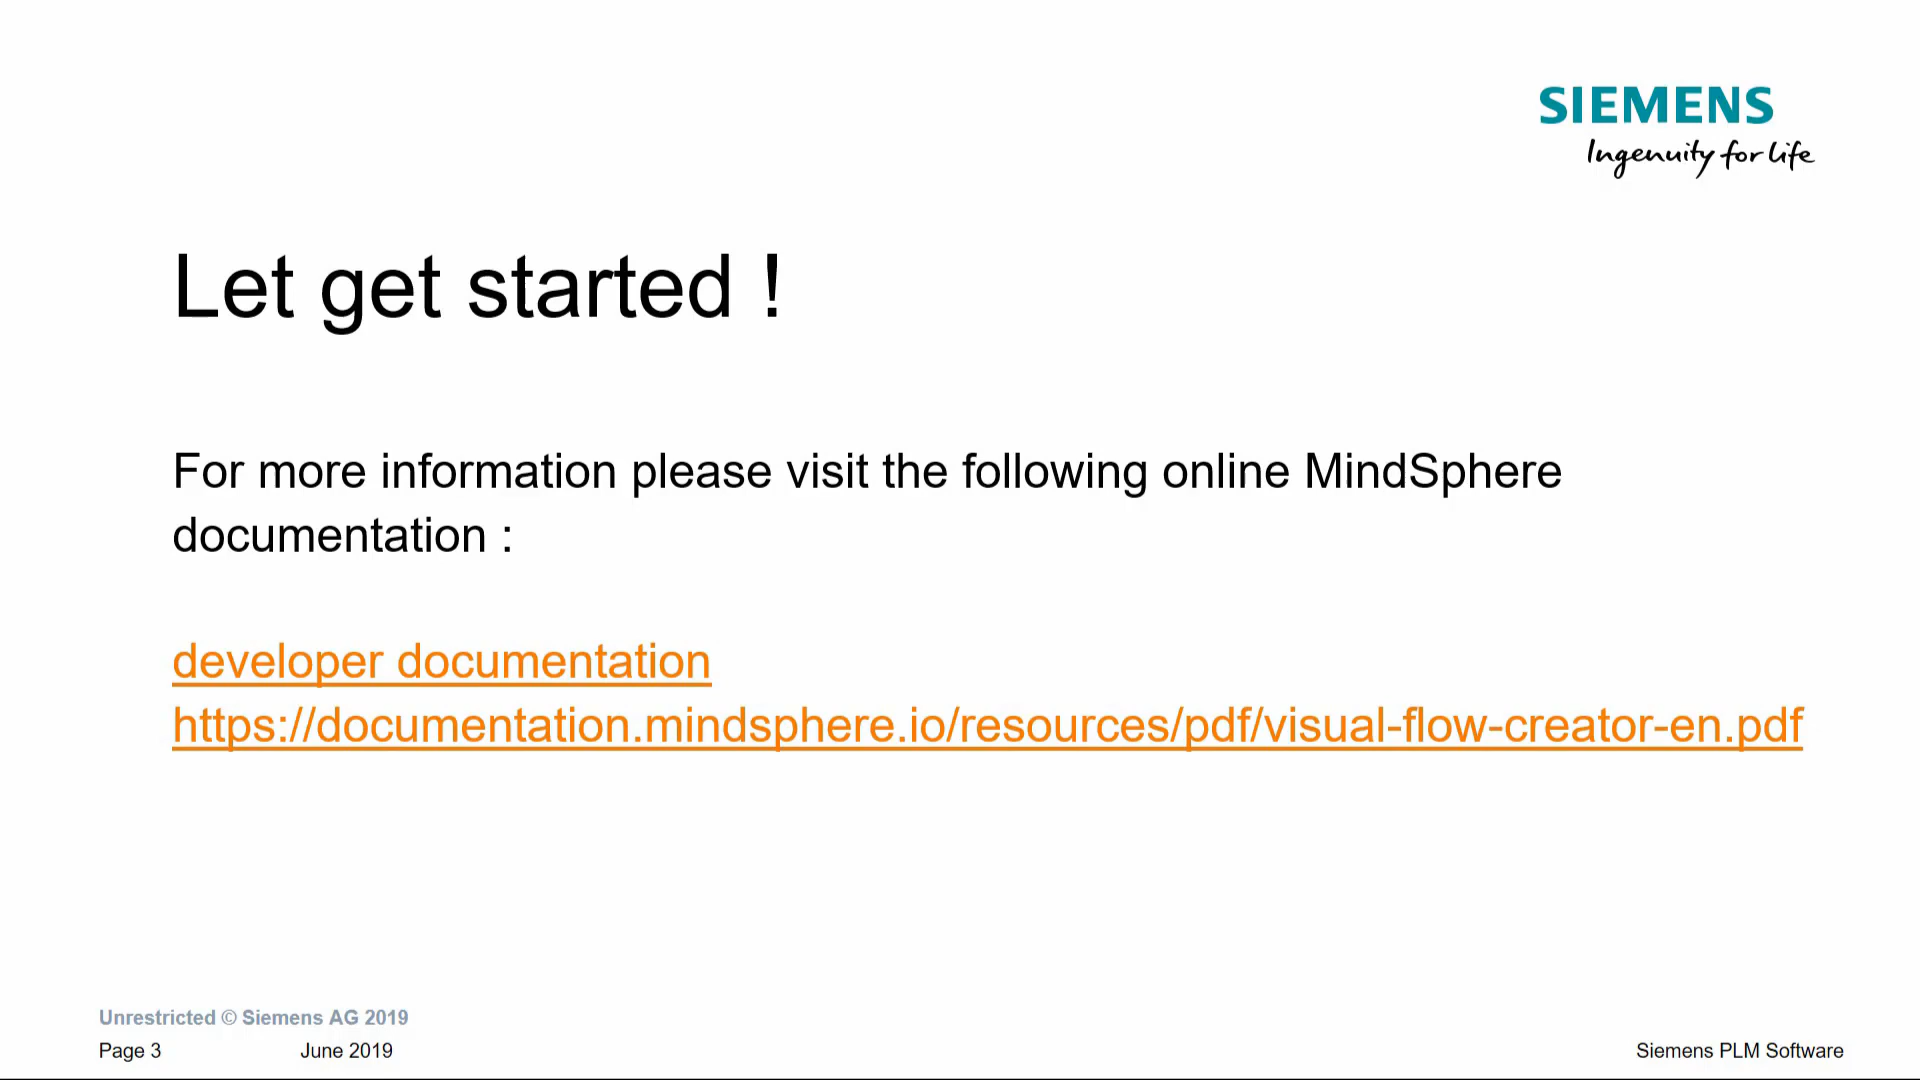 SIEMENS
Ingenuity for life
Let get started !
For more information please visit the following online MindSphere
documentation :
developer documentation
https://documentation.mindsphere.io/resources/pdf/visual-flow-creator-en.pdf
Unrestricted © Siemens AG 2019
Page 3 June 2019 Siemens PLM Software